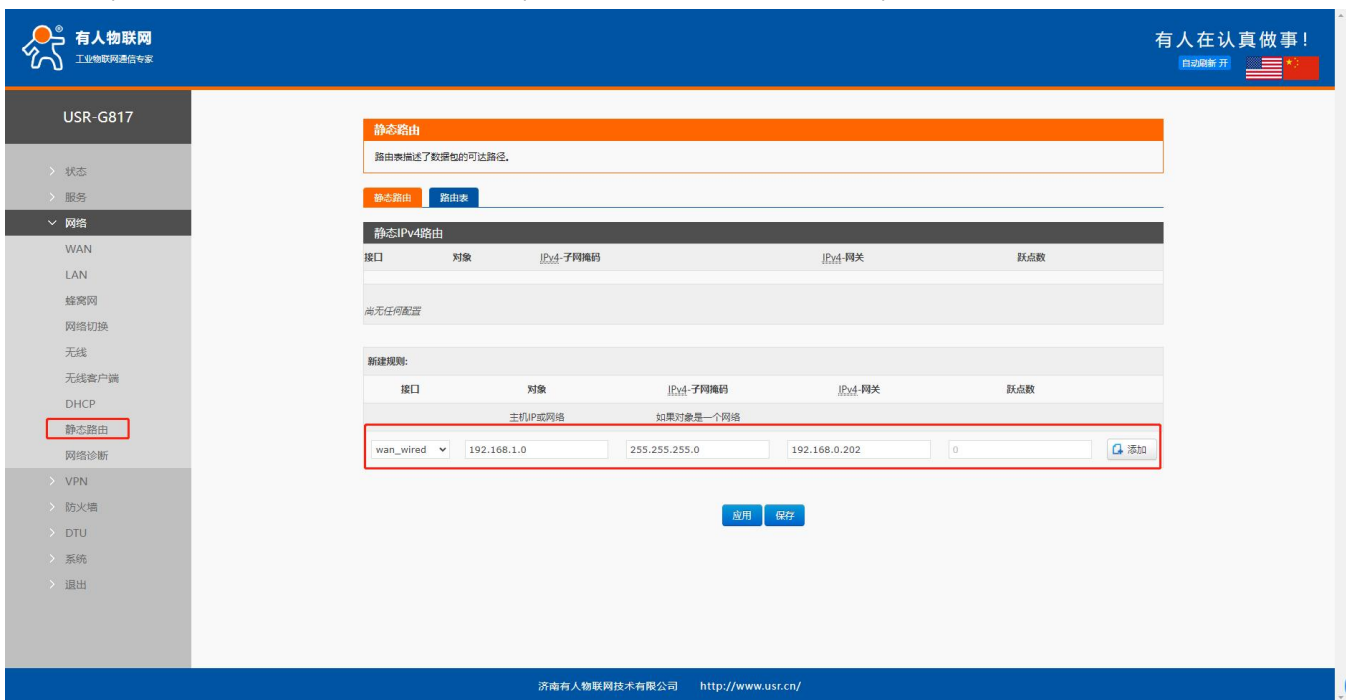 有人物联网
工业物联网通信专家
有人在认真做事!
自动刷新 开
USR-G817
状态
服务
网络
WAN
LAN
蜂窝网
网络切换
无线
无线客户端
DHCP
静态路由
网络诊断
VPN
防火墙
DTU
系统
退出
静态路由
路由表描述了数据包的可达路径。
静态路由 路由表
静态IPv4路由
接口 对象 IPv4-子网掩码 IPv4-网关 跃点数
尚无任何配置
新建规则:
接口 对象 IPv4-子网掩码 IPv4-网关 跃点数
主机IP或网络 如果对象是一个网络
wan_wired 192.168.1.0 255.255.255.0 192.168.0.202 0 添加
应用 保存
济南有人物联网技术有限公司 http://www.usr.cn/